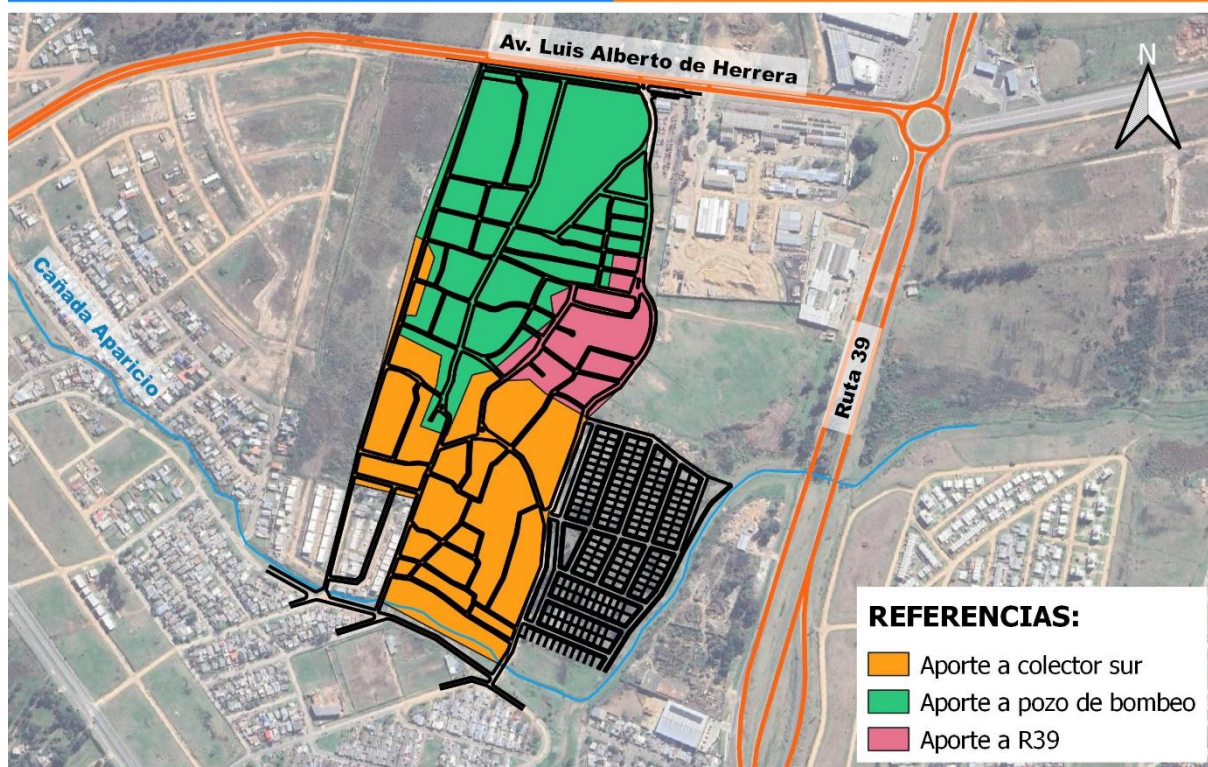 Av. Luis Alberto de Herrera
N
Cañada Aparicio
Ruta 39
REFERENCIAS:
Aporte a colector sur
Aporte a pozo de bombeo
Aporte a R39